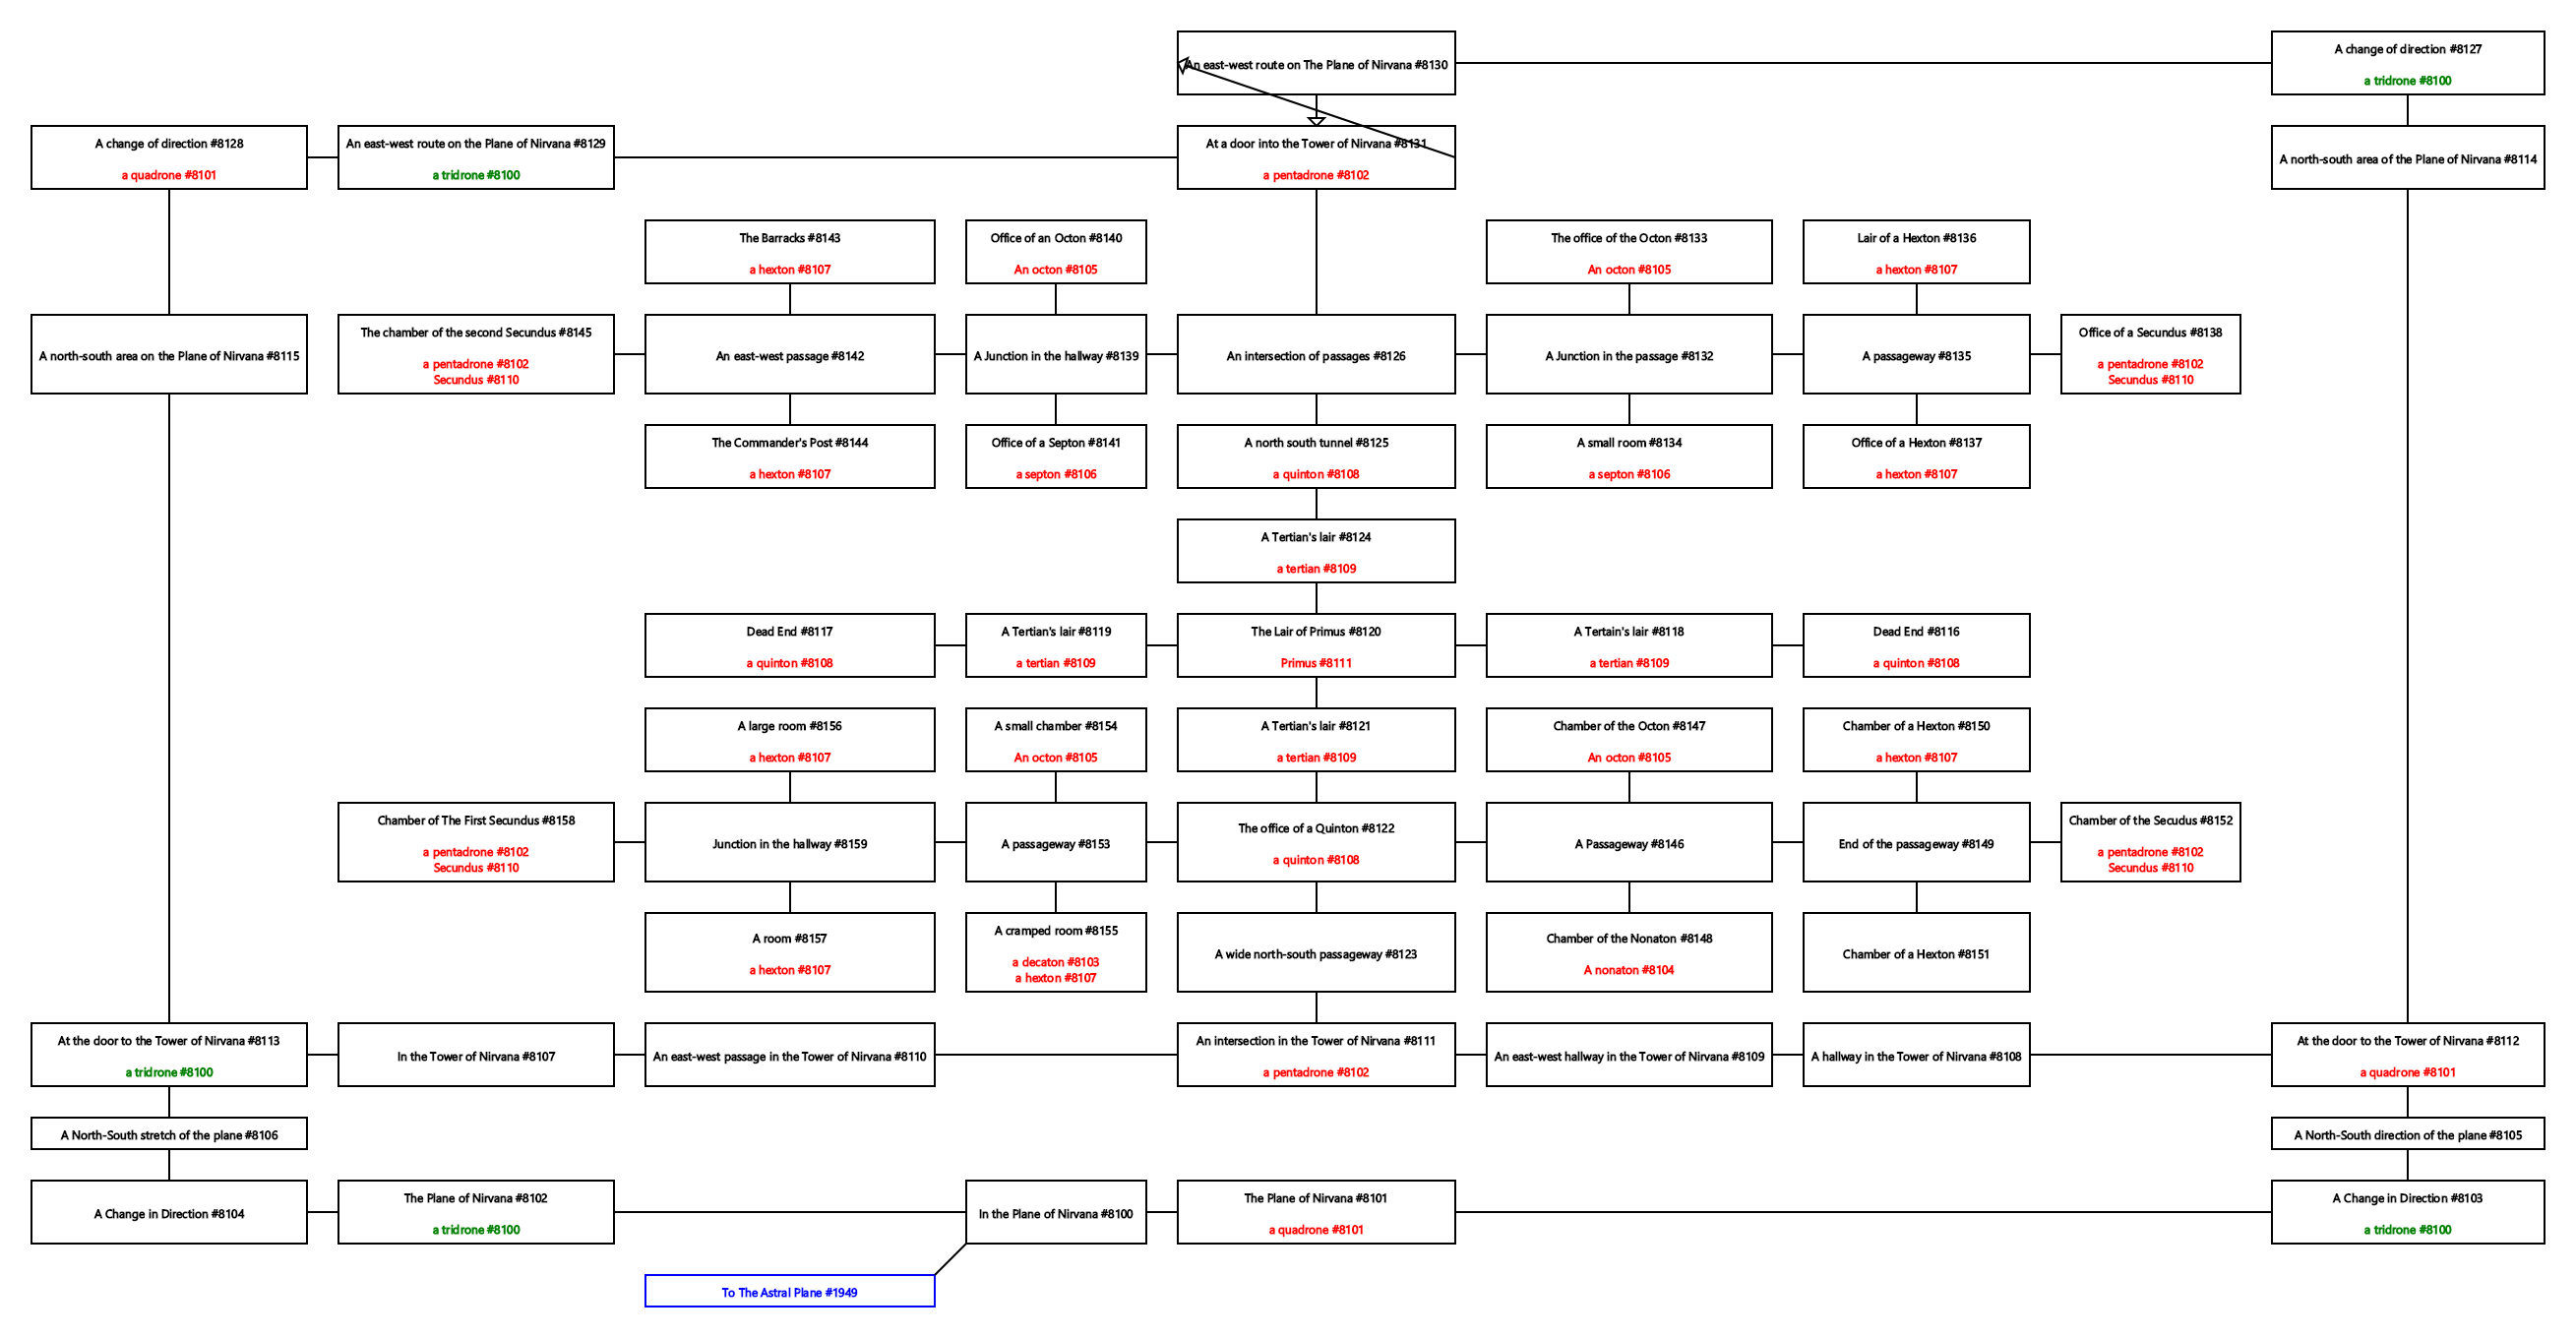 An east-west route on The Plane of Nirvana #8130
A change of direction #8127
a tridrone #8100
A change of direction #8128
a quadrone #8101
An east-west route on the Plane of Nirvana #8129
a tridrone #8100
At a door into the Tower of Nirvana #8131
a pentadrone #8102
A north-south area of the Plane of Nirvana #8114
The Barracks #8143
a hexton #8107
Office of an Octon #8140
An octon #8105
The office of the Octon #8133
An octon #8105
Lair of a Hexton #8136
a hexton #8107
A north-south area on the Plane of Nirvana #8115
The chamber of the second Secundus #8145
a pentadrone #8102
Secundus #8110
An east-west passage #8142
A Junction in the hallway #8139
An intersection of passages #8126
A Junction in the passage #8132
A passageway #8135
Office of a Secundus #8138
a pentadrone #8102
Secundus #8110
The Commander's Post #8144
a hexton #8107
Office of a Septon #8141
a septon #8106
A north south tunnel #8125
a quinton #8108
A small room #8134
a septon #8106
Office of a Hexton #8137
a hexton #8107
A Tertian's lair #8124
a tertian #8109
Dead End #8117
a quinton #8108
A Tertian's lair #8119
a tertian #8109
The Lair of Primus #8120
Primus #8111
A Tertain's lair #8118
a tertian #8109
Dead End #8116
a quinton #8108
A large room #8156
a hexton #8107
A small chamber #8154
An octon #8105
A Tertian's lair #8121
a tertian #8109
Chamber of the Octon #8147
An octon #8105
Chamber of a Hexton #8150
a hexton #8107
Chamber of The First Secundus #8158
a pentadrone #8102
Secundus #8110
Junction in the hallway #8159
A passageway #8153
The office of a Quinton #8122
a quinton #8108
A Passageway #8146
End of the passageway #8149
Chamber of the Secudus #8152
a pentadrone #8102
Secundus #8110
A room #8157
a hexton #8107
A cramped room #8155
a decaton #8103
a hexton #8107
A wide north-south passageway #8123
Chamber of the Nonaton #8148
A nonaton #8104
Chamber of a Hexton #8151
At the door to the Tower of Nirvana #8113
a tridrone #8100
In the Tower of Nirvana #8107
An east-west passage in the Tower of Nirvana #8110
An intersection in the Tower of Nirvana #8111
a pentadrone #8102
An east-west hallway in the Tower of Nirvana #8109
A hallway in the Tower of Nirvana #8108
At the door to the Tower of Nirvana #8112
a quadrone #8101
A North-South stretch of the plane #8106
A North-South direction of the plane #8105
A Change in Direction #8104
The Plane of Nirvana #8102
a tridrone #8100
In the Plane of Nirvana #8100
The Plane of Nirvana #8101
a quadrone #8101
A Change in Direction #8103
a tridrone #8100
To The Astral Plane #1949